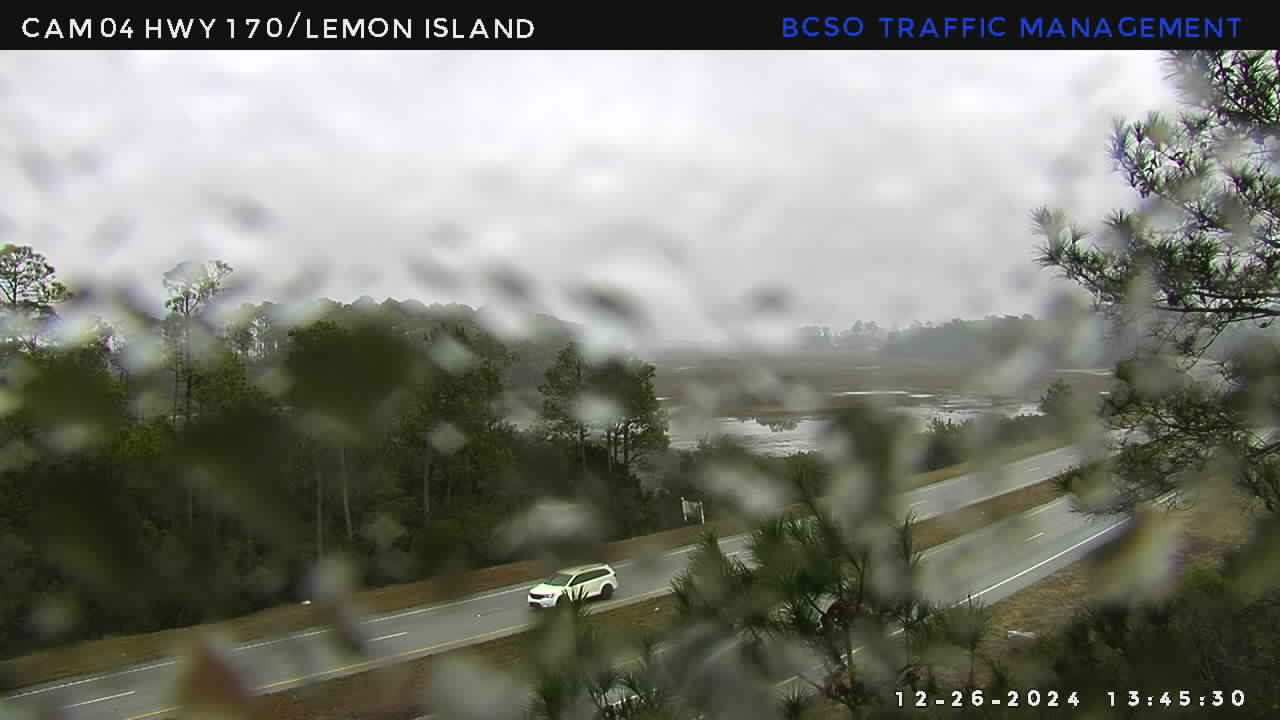 CAM04 HWY170/LEMON ISLAND
BCSO TRAFFIC MANAGEMENT
12-26-2024 13:45:30